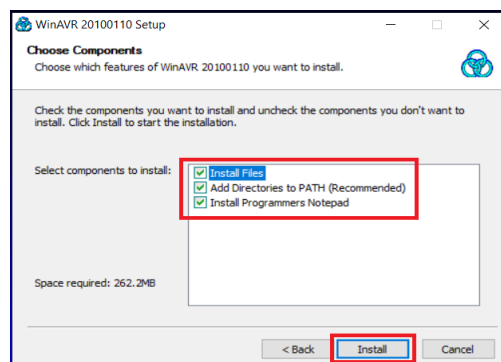 WinAVR 20100110 Setup
Choose Components
Choose which features of WinAVR 20100110 you want to install.
Check the components you want to install and uncheck the components you don't want to
install. Click Install to start the installation.
Select components to install:
Install Files
Add Directories to PATH (Recommended)
Install Programmers Notepad
Space required: 262.2MB
< Back
Install
Cancel